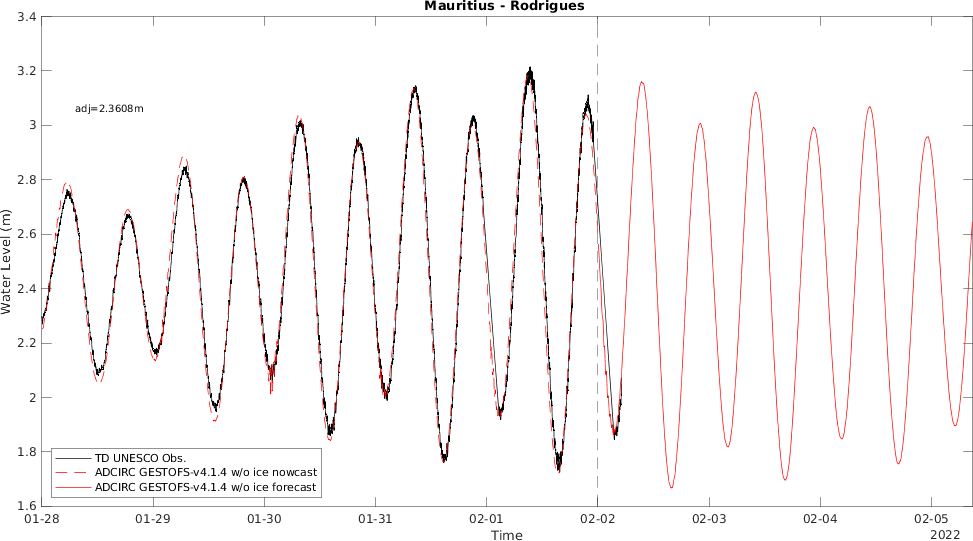 Mauritius - Rodrigues
3.4
3.2
3
2.8
2.6
2.4
2.2
2
1.8
1.6
Water Level (m)
adj=2.3608m
TD UNESCO Obs.
ADCIRC GESTOFS-v4.1.4 w/o ice nowcast
ADCIRC GESTOFS-v4.1.4 w/o ice forecast
01-28
01-29
01-30
01-31
02-01
02-02
02-03
02-04
02-05
Time
2022